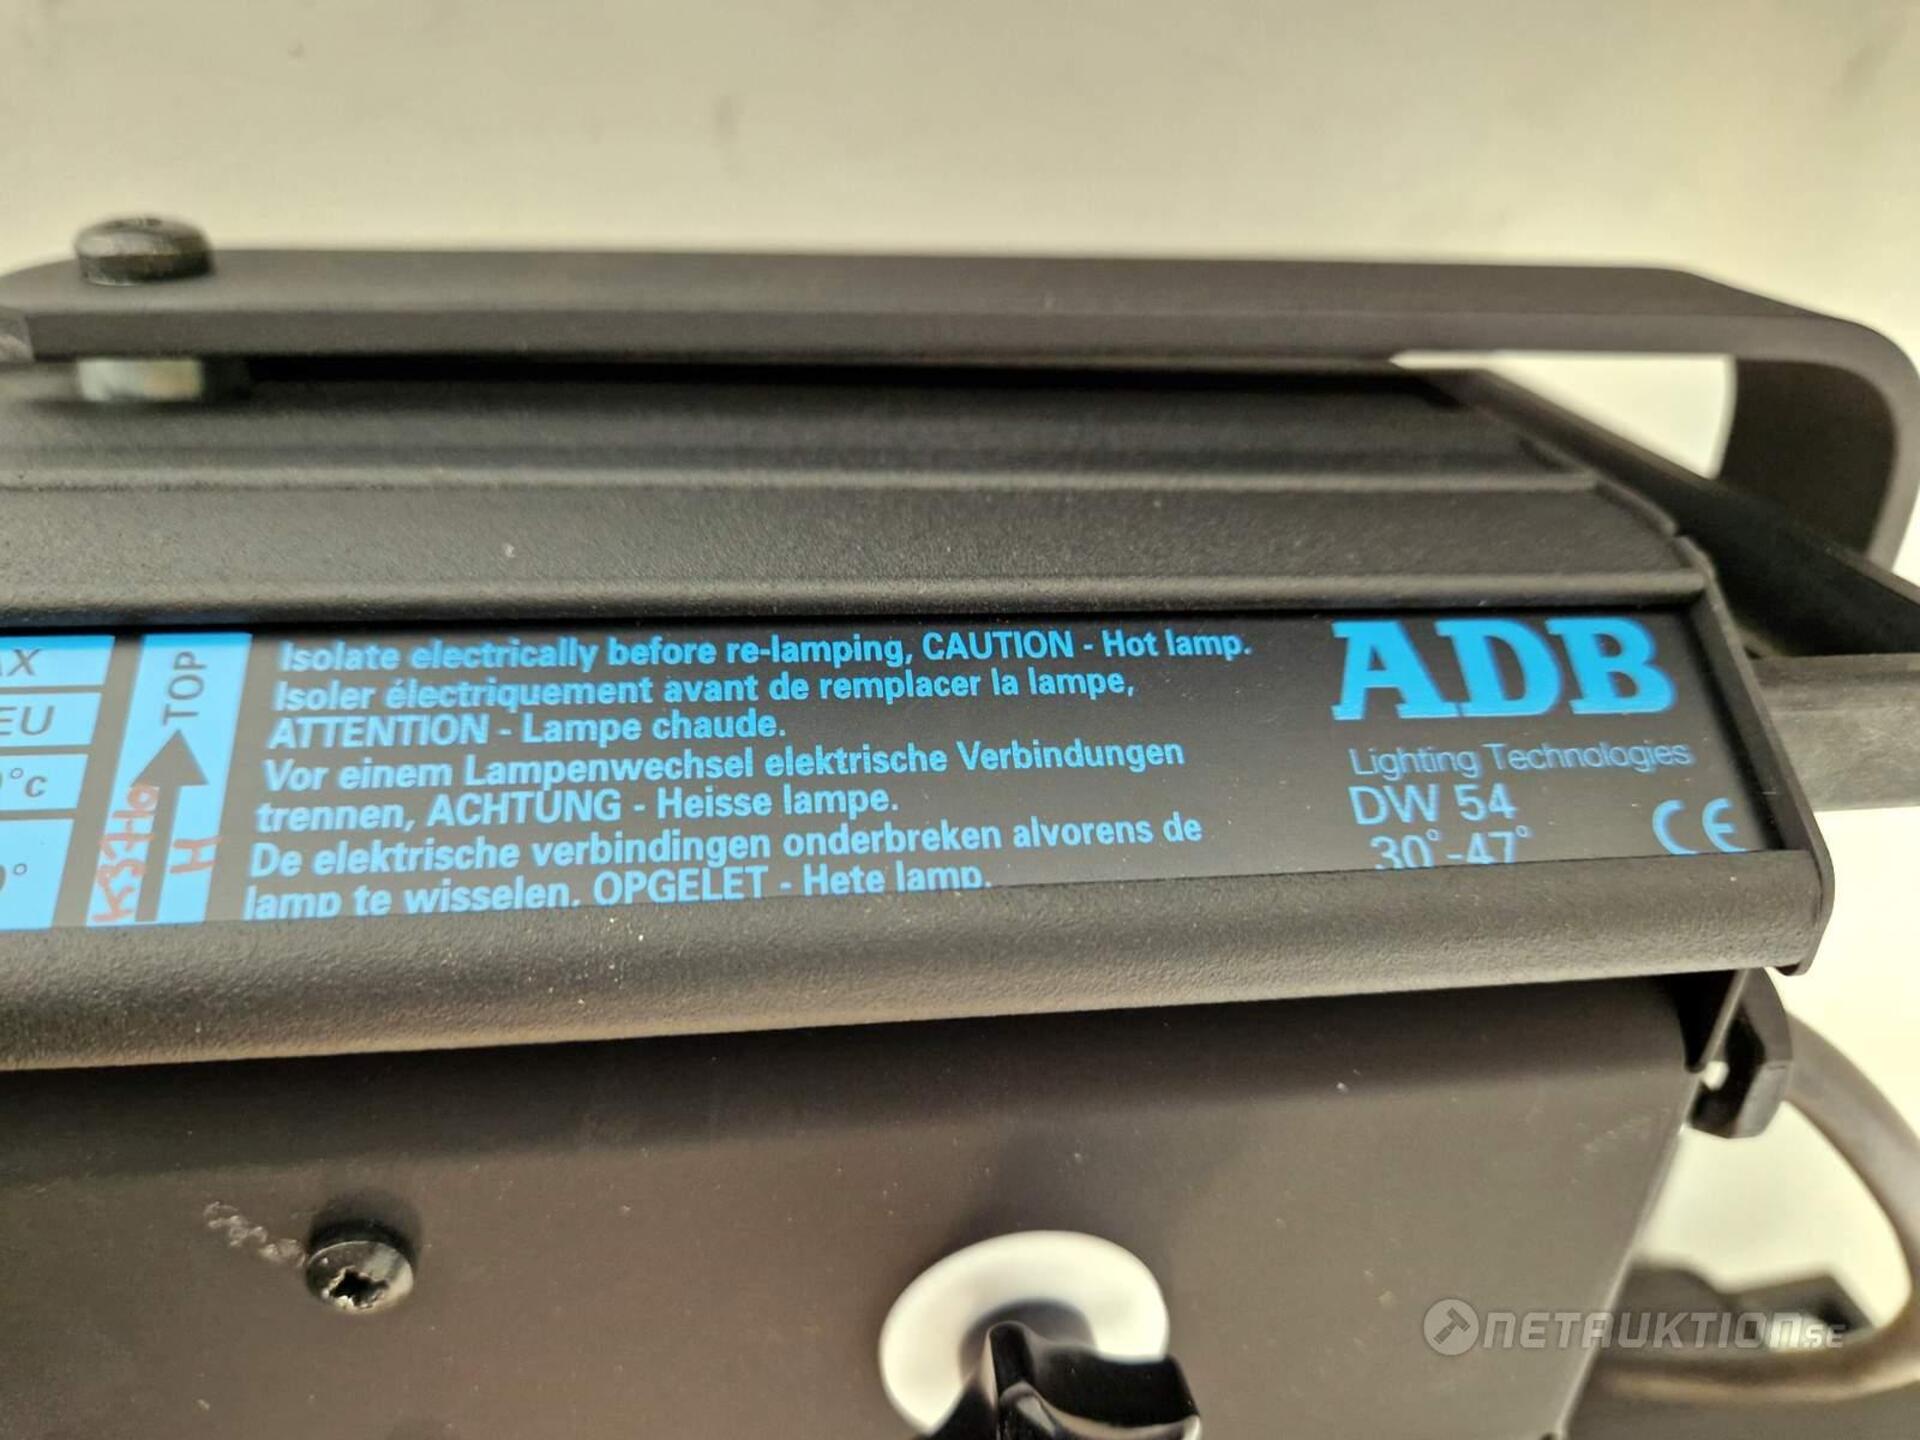 Isolate electrically before re-lamping, CAUTION - Hot lamp.
Isoler électriquement avant de remplacer la lampe,
ATTENTION - Lampe chaude.
Vor einem Lampenwechsel elektrische Verbindungen
trennen, ACHTUNG - Heisse lampe.
De elektrische verbindingen onderbreken alvorens de
lamp te wisselen, OPGELET - Hete lamp.
ADB
Lighting Technologies
DW 54
30°-47°
CE
TOP
H
AX
EU
0°c
NETAUKTION.SE